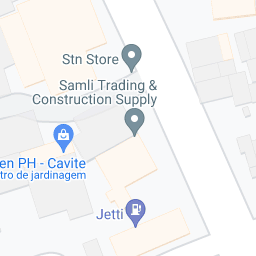 Stn Store
Samli Trading &
Construction Supply
en PH - Cavite
tro de jardinagem
Jetti